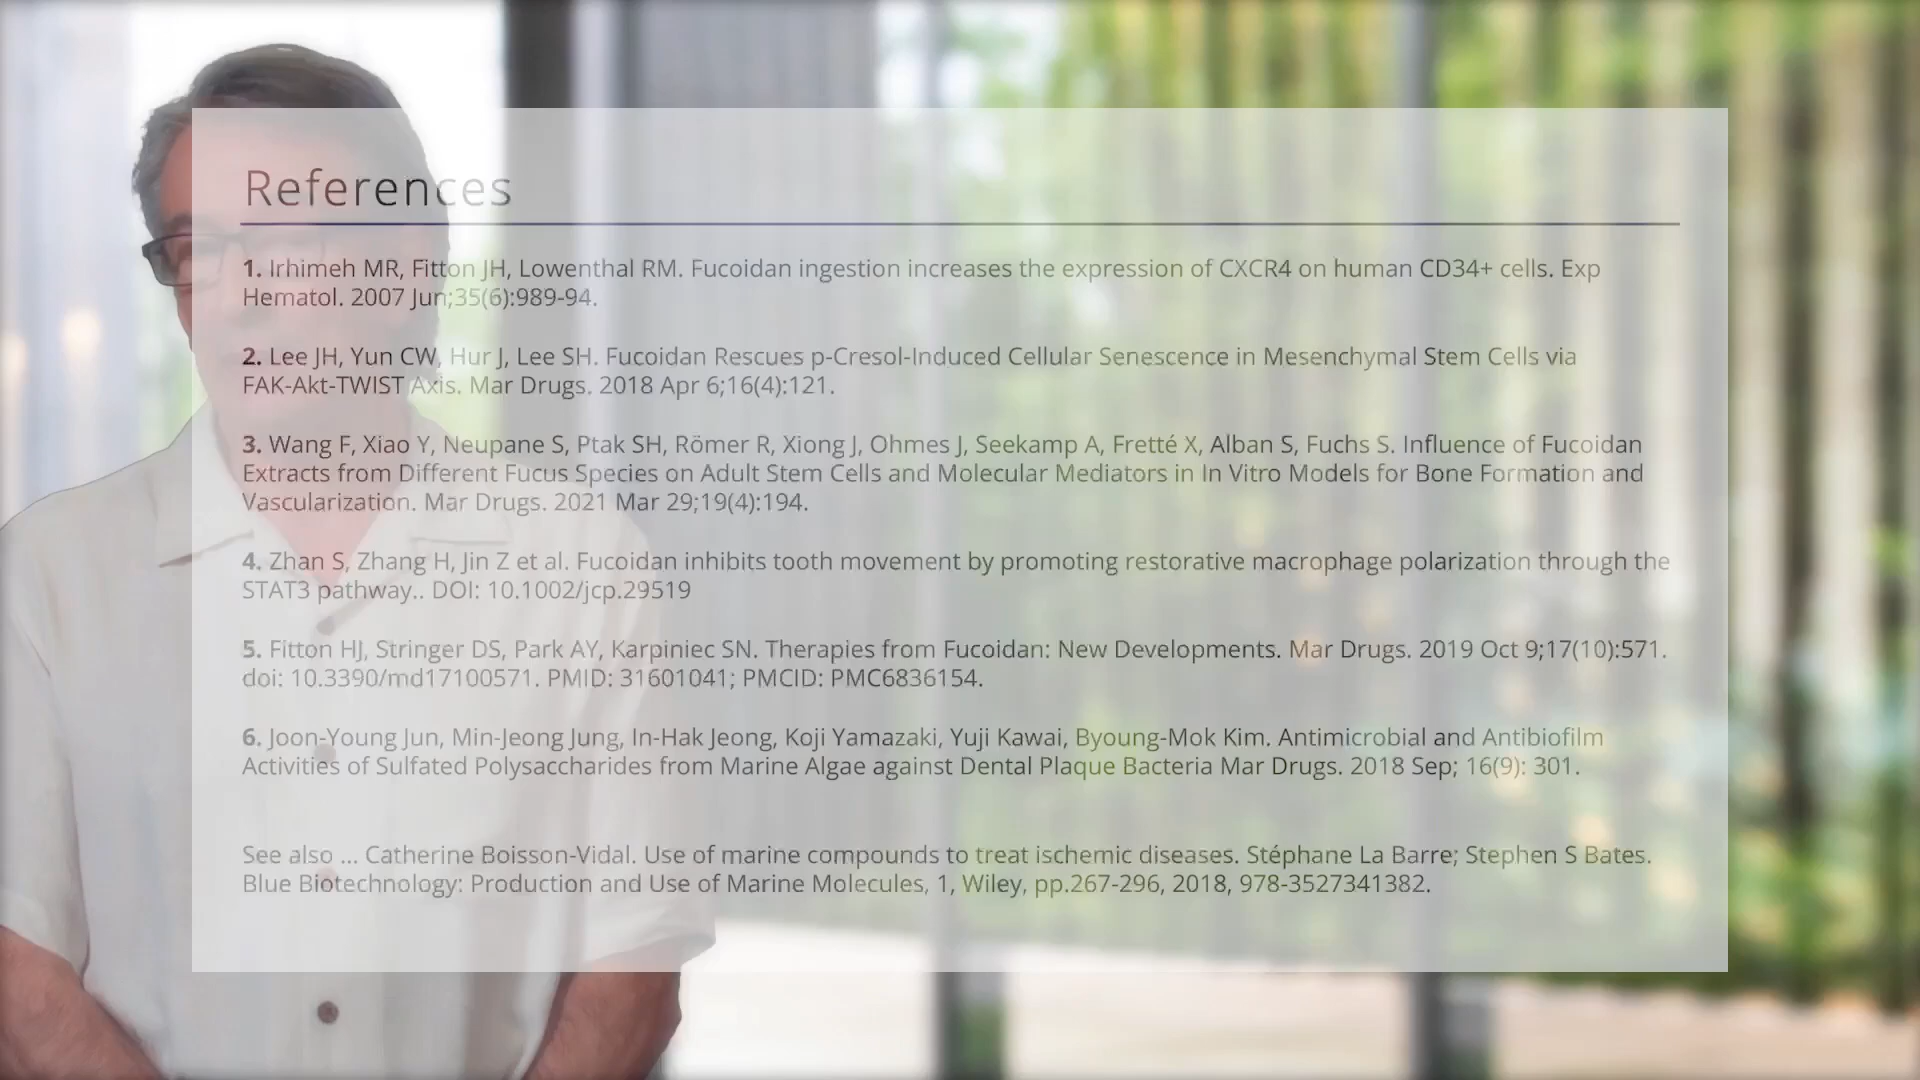 References
1. Irhimeh MR, Fitton JH, Lowenthal RM. Fucoidan ingestion increases the expression of CXCR4 on human CD34+ cells. Exp
Hematol. 2007 Jun;35(6):989-94.
2. Lee JH, Yun CW, Hur J, Lee SH. Fucoidan Rescues p-Cresol-Induced Cellular Senescence in Mesenchymal Stem Cells via
FAK-Akt-TWIST Axis. Mar Drugs. 2018 Apr 6;16(4):121.
3. Wang F, Xiao Y, Neupane S, Ptak SH, Römer R, Xiong J, Ohmes J, Seekamp A, Fretté X, Alban S, Fuchs S. Influence of Fucoidan
Extracts from Different Fucus Species on Adult Stem Cells and Molecular Mediators in In Vitro Models for Bone Formation and
Vascularization. Mar Drugs. 2021 Mar 29;19(4):194.
4. Zhan S, Zhang H, Jin Z et al. Fucoidan inhibits tooth movement by promoting restorative macrophage polarization through the
STAT3 pathway.. DOI: 10.1002/jcp.29519
5. Fitton HJ, Stringer DS, Park AY, Karpiniec SN. Therapies from Fucoidan: New Developments. Mar Drugs. 2019 Oct 9;17(10):571.
doi: 10.3390/md17100571. PMID: 31601041; PMCID: PMC6836154.
6. Joon-Young Jun, Min-Jeong Jung, In-Hak Jeong, Koji Yamazaki, Yuji Kawai, Byoung-Mok Kim. Antimicrobial and Antibiofilm
Activities of Sulfated Polysaccharides from Marine Algae against Dental Plaque Bacteria Mar Drugs. 2018 Sep; 16(9): 301.
See also ... Catherine Boisson-Vidal. Use of marine compounds to treat ischemic diseases. Stéphane La Barre; Stephen S Bates.
Blue Biotechnology: Production and Use of Marine Molecules, 1, Wiley, pp.267-296, 2018, 978-3527341382.